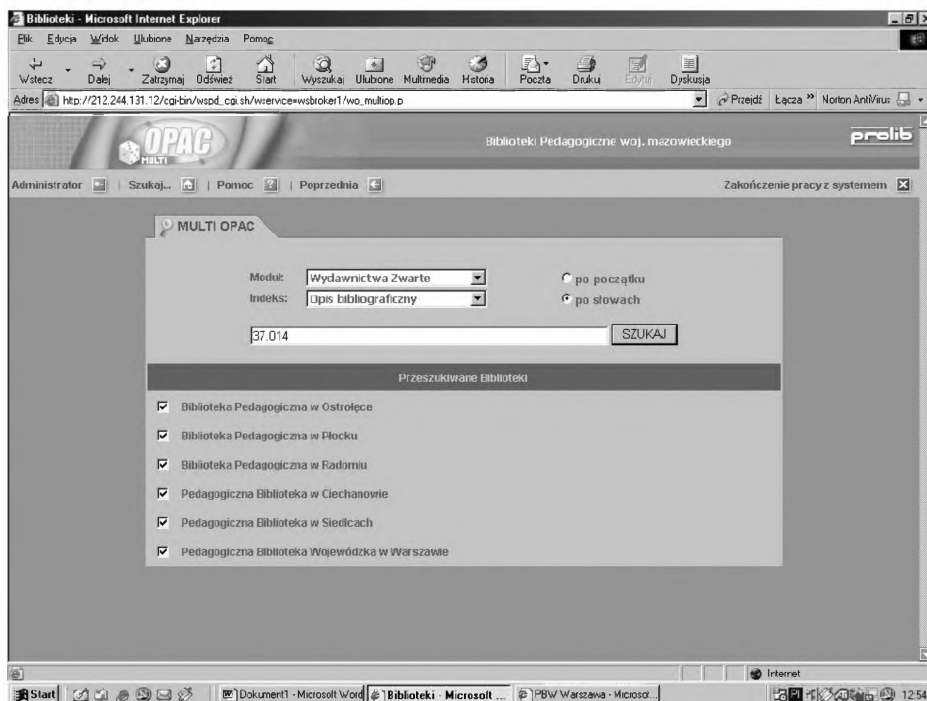 Biblioteki - Microsoft Internet Explorer
Plik Edycja Widok Ulubione Narzędzia Pomoc
Wstecz Dalej Zatrzymaj Odśwież Start Wyszukaj Ulubione Multimedia Historia Poczta Drukuj Edytuj Dyskusja
Adres http://212.244.131.12/cgi-bin/wspd_cgi.sh/wservice=wsbroker1/wo_multiop.p Przejdź Łącza » Norton AntiVirus
OPAC
MULTI
Biblioteki Pedagogiczne woj. mazowieckiego
prolib
Administrator | Szukaj... | Pomoc | Poprzednia Zakończenie pracy z systemem
MULTI OPAC
Moduł: Wydawnictwa Zwarte po początku
Indeks: Opis bibliograficzny po słowach
37.014 SZUKAJ
Przeszukiwane Biblioteki
Biblioteka Pedagogiczna w Ostrołęce
Biblioteka Pedagogiczna w Płocku
Biblioteka Pedagogiczna w Radomiu
Pedagogiczna Biblioteka w Ciechanowie
Pedagogiczna Biblioteka w Siedlcach
Pedagogiczna Biblioteka Wojewódzka w Warszawie
Internet
Start Dokument1 - Microsoft Word Biblioteki - Microsoft ... PBW Warszawa - Microsof... Pl 12:54